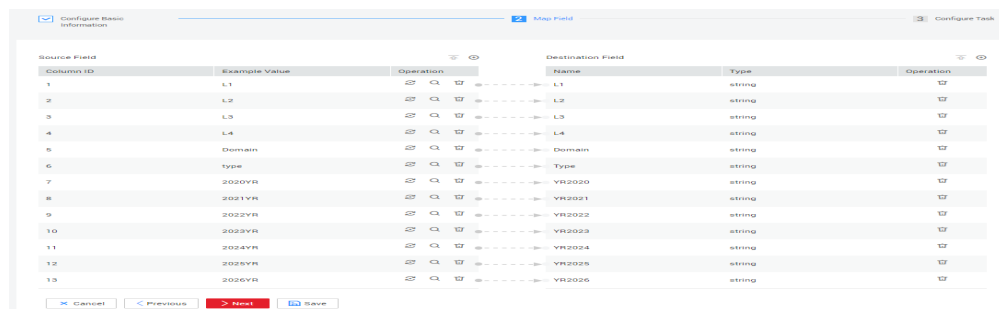 Configure Basic Information
2 Map Field
3 Configure Task
Source Field
Destination Field
Column ID Example Value Operation Name Type Operation
1 L1 L1 string
2 L2 L2 string
3 L3 L3 string
4 L4 L4 string
5 Domain Domain string
6 type Type string
7 2020YR YR2020 string
8 2021YR YR2021 string
9 2022YR YR2022 string
10 2023YR YR2023 string
11 2024YR YR2024 string
12 2025YR YR2025 string
13 2026YR YR2026 string
Cancel < Previous > Next Save